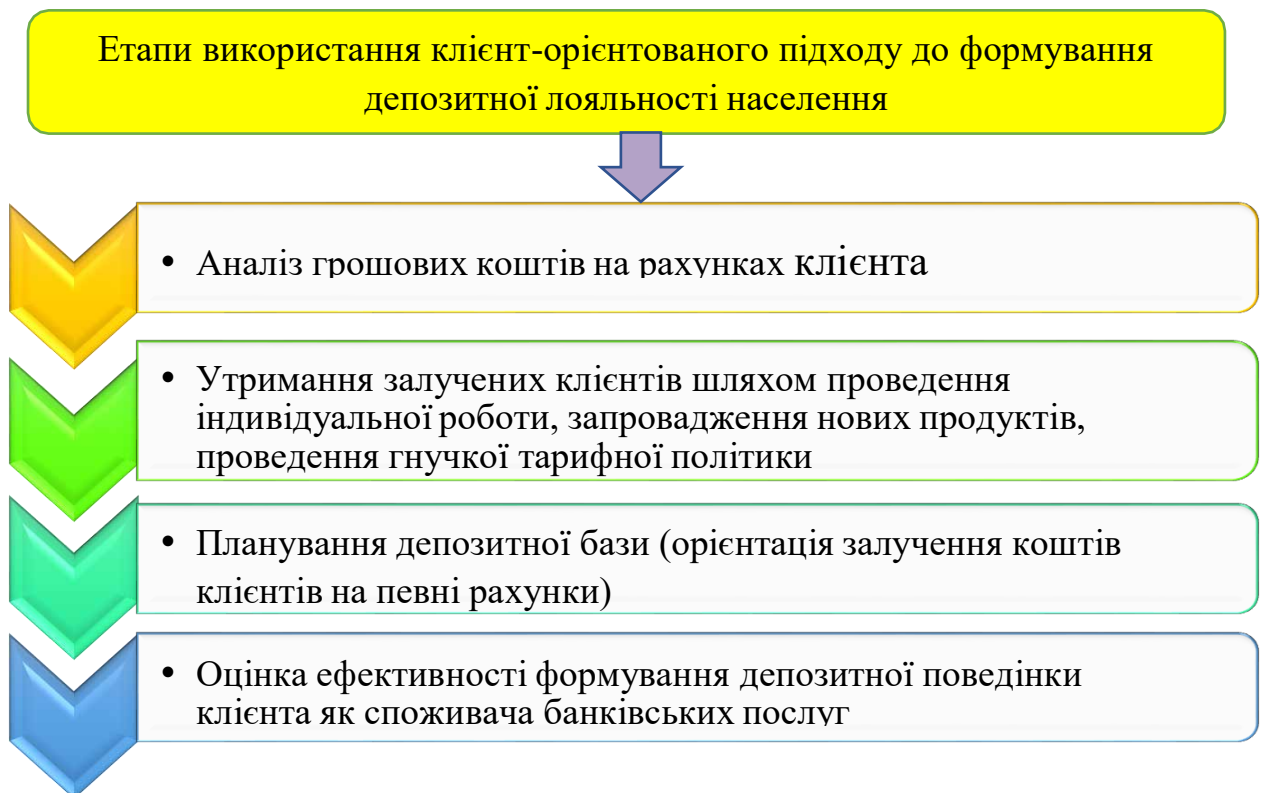 Етапи використання клієнт-орієнтованого підходу до формування
депозитної лояльності населення
• Аналіз грошових коштів на рахунках клієнта
• Утримання залучених клієнтів шляхом проведення
індивідуальної роботи, запровадження нових продуктів,
проведення гнучкої тарифної політики
• Планування депозитної бази (орієнтація залучення коштів
клієнтів на певні рахунки)
• Оцінка ефективності формування депозитної поведінки
клієнта як споживача банківських послуг